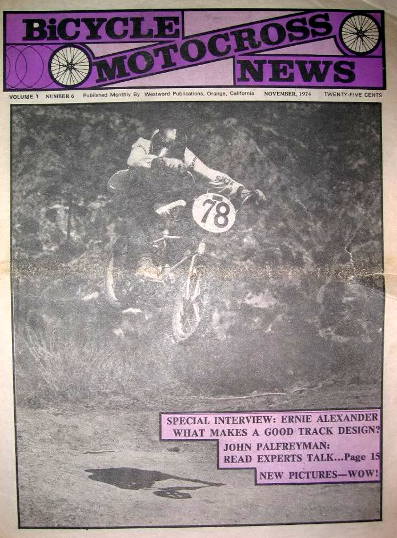 BiCYCLE
MOTOCROSS
NEWS
VOLUME 1 NUMBER 6 Published Monthly By Westword Publications, Orange, California NOVEMBER, 1974 TWENTY-FIVE CENTS
78
SPECIAL INTERVIEW: ERNIE ALEXANDER
WHAT MAKES A GOOD TRACK DESIGN?
JOHN PALFREYMAN:
READ EXPERTS TALK...Page 15
NEW PICTURES—WOW!